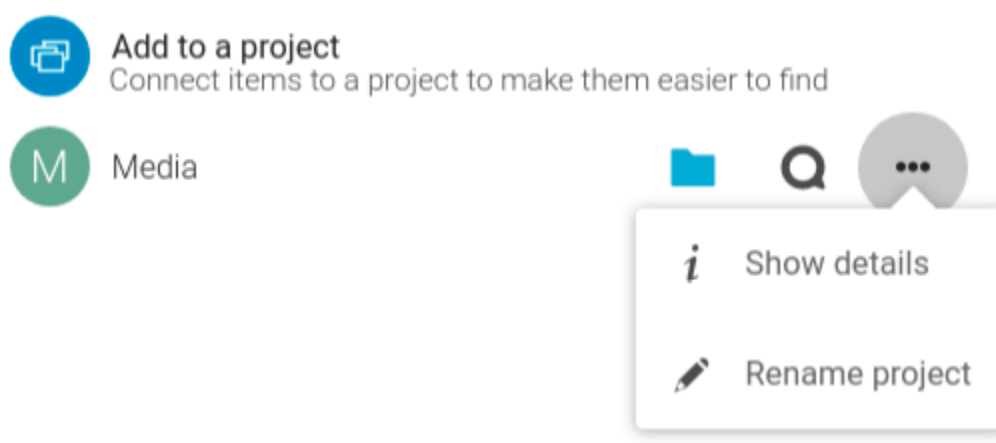 Add to a project
Connect items to a project to make them easier to find
M Media
Show details
Rename project